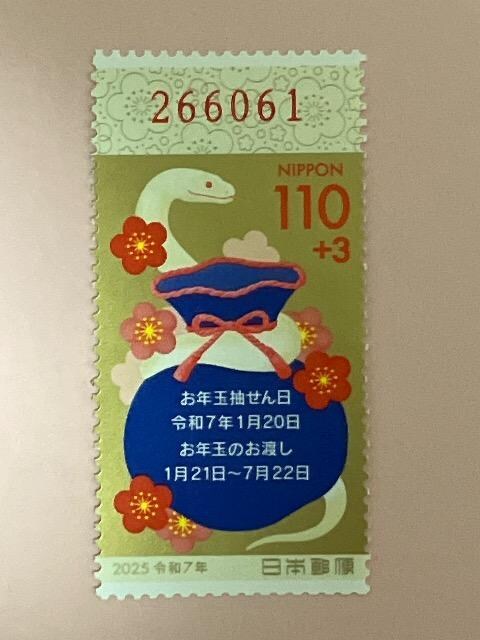 266061
NIPPON
110
+3
お年玉抽せん日
令和7年1月20日
お年玉のお渡し
1月21日～7月22日
2025 令和7年 日本郵便